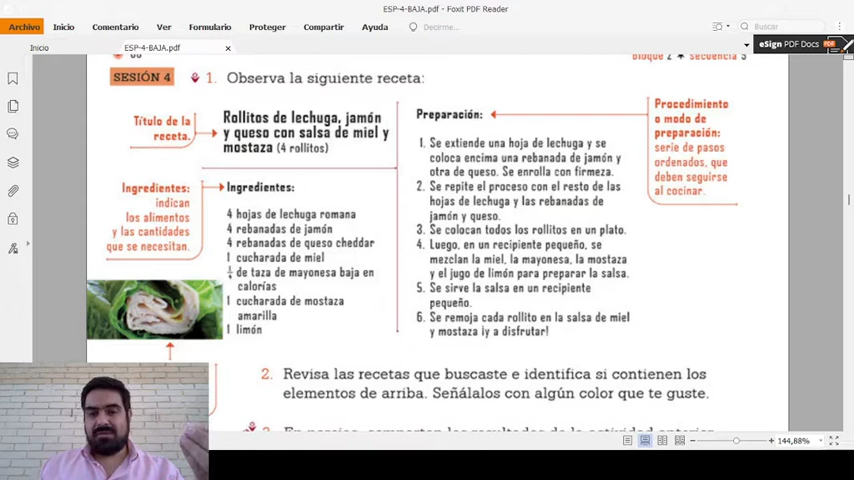 ESP-4-BAJA.pdf - Foxit PDF Reader
Archivo Inicio Comentario Ver Formulario Proteger Compartir Ayuda Decirme... Buscar
Inicio ESP-4-BAJA.pdf eSign PDF Docs
bloque 2 secuencia 5
SESIÓN 4 1. Observa la siguiente receta:
Título de la
receta.
Rollitos de lechuga, jamón
y queso con salsa de miel y
mostaza (4 rollitos)
Ingredientes:
indican
los alimentos
y las cantidades
que se necesitan.
Ingredientes:
4 hojas de lechuga romana
4 rebanadas de jamón
4 rebanadas de queso cheddar
1 cucharada de miel
¼ de taza de mayonesa baja en
calorías
1 cucharada de mostaza
amarilla
1 limón
Preparación:
1. Se extiende una hoja de lechuga y se
coloca encima una rebanada de jamón y
otra de queso. Se enrolla con firmeza.
2. Se repite el proceso con el resto de las
hojas de lechuga y las rebanadas de
jamón y queso.
3. Se colocan todos los rollitos en un plato.
4. Luego, en un recipiente pequeño, se
mezclan la miel, la mayonesa, la mostaza
y el jugo de limón para preparar la salsa.
5. Se sirve la salsa en un recipiente
pequeño.
6. Se remoja cada rollito en la salsa de miel
y mostaza ¡y a disfrutar!
Procedimiento
o modo de
preparación:
serie de pasos
ordenados, que
deben seguirse
al cocinar.
2. Revisa las recetas que buscaste e identifica si contienen los
elementos de arriba. Señálalos con algún color que te guste.
En parejas, comparten los resultados de la actividad anterior
144,88%